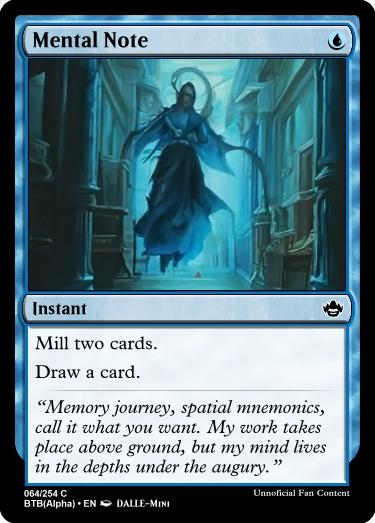 Mental Note
Instant
Mill two cards.
Draw a card.
“Memory journey, spatial mnemonics,
call it what you want. My work takes
place above ground, but my mind lives
in the depths under the augury.”
064/254 C
Unnofficial Fan Content
BTB(Alpha) • EN DALLE-Mini